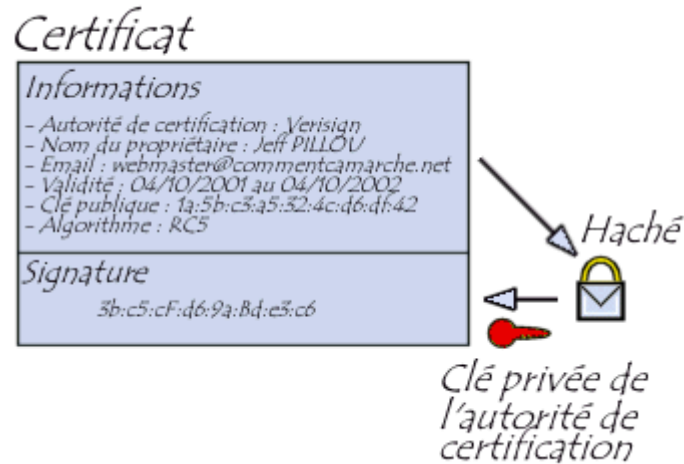 Certificat
Informations
- Autorité de certification : Verisign
- Nom du propriétaire : Jeff PILLOU
- Email : webmaster@commentcamarche.net
- Validité : 04/10/2001 au 04/10/2002
- Clé publique : 1a:5b:c3:a5:32:4c:d6:df:42
- Algorithme : RC5
Haché
Signature
3b:c5:cF:d6:9a:Bd:e3:c6
Clé privée de
l'autorité de
certification